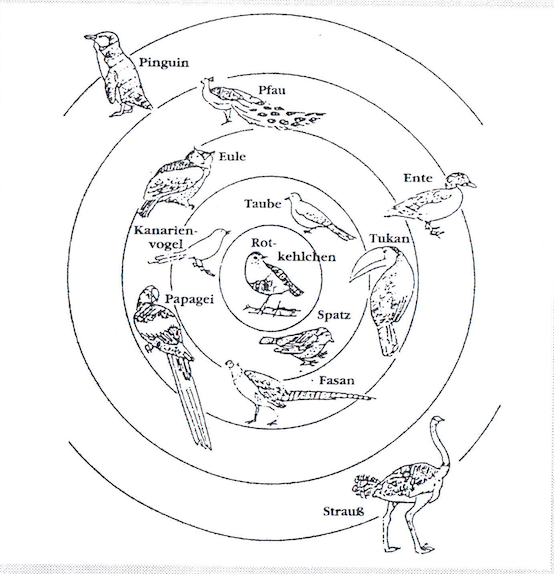 Pinguin
Pfau
Eule
Ente
Taube
Kanarien-
vogel
Rot-
kehlchen
Tukan
Papagei
Spatz
Fasan
Strauß